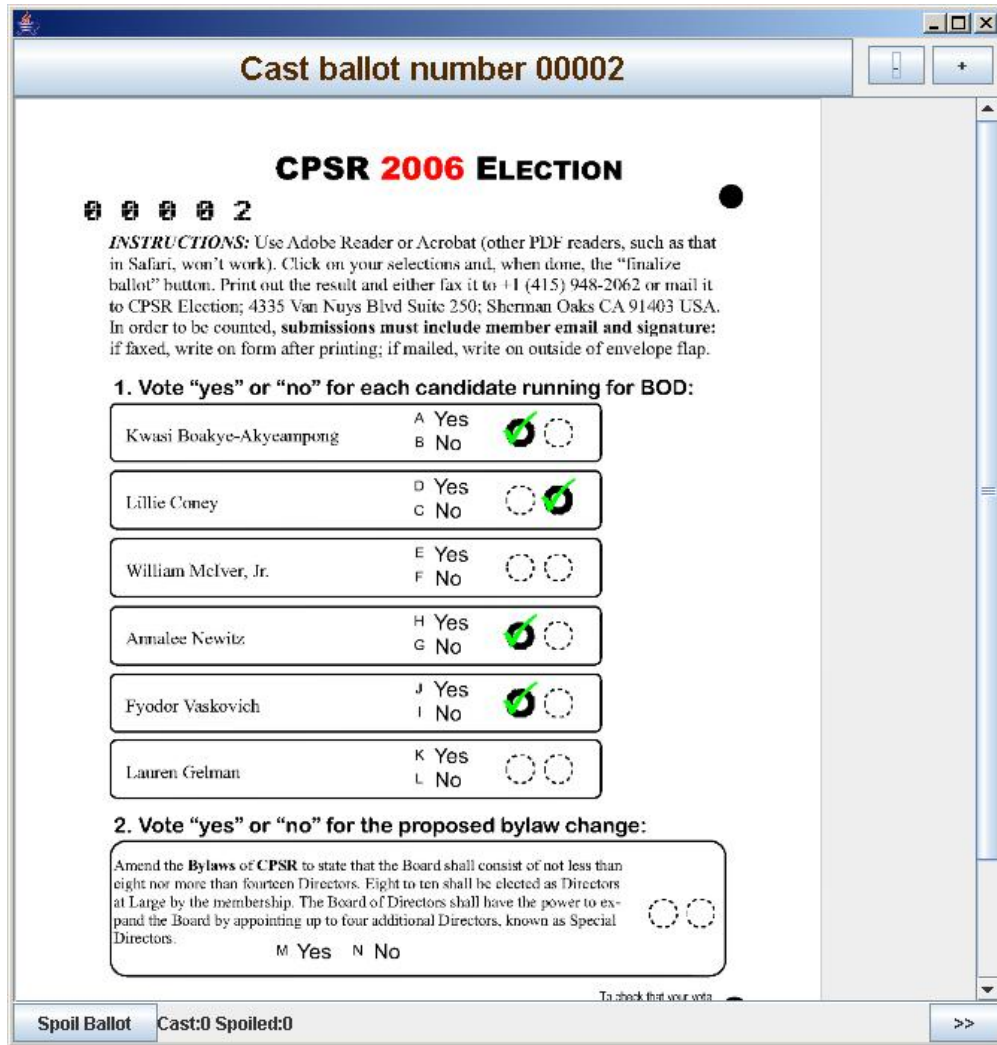 Cast ballot number 00002
-
+
CPSR 2006 ELECTION
0 0 0 0 2
INSTRUCTIONS: Use Adobe Reader or Acrobat (other PDF readers, such as that
in Safari, won’t work). Click on your selections and, when done, the “finalize
ballot” button. Print out the result and either fax it to +1 (415) 948-2062 or mail it
to CPSR Election; 4335 Van Nuys Blvd Suite 250; Sherman Oaks CA 91403 USA.
In order to be counted, submissions must include member email and signature:
if faxed, write on form after printing; if mailed, write on outside of envelope flap.
1. Vote “yes” or “no” for each candidate running for BOD:
Kwasi Boakye-Akyeampong
A Yes
B No
Lillie Coney
D Yes
C No
William McIver, Jr.
E Yes
F No
Annalee Newitz
H Yes
G No
Fyodor Vaskovich
J Yes
I No
Lauren Gelman
K Yes
L No
2. Vote “yes” or “no” for the proposed bylaw change:
Amend the Bylaws of CPSR to state that the Board shall consist of not less than
eight nor more than fourteen Directors. Eight to ten shall be elected as Directors
at Large by the membership. The Board of Directors shall have the power to ex-
pand the Board by appointing up to four additional Directors, known as Special
Directors.
M Yes N No
To check that your vote
Spoil Ballot Cast:0 Spoiled:0 >>